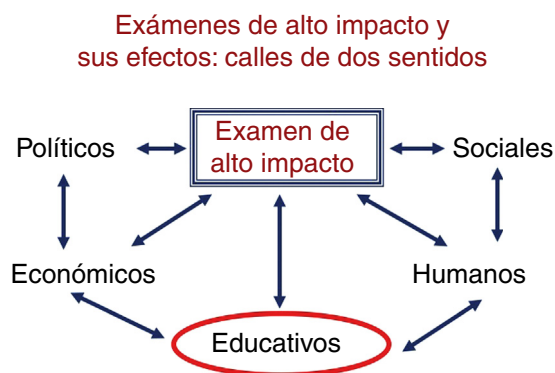 Exámenes de alto impacto y
sus efectos: calles de dos sentidos
Políticos
Examen de
alto impacto
Sociales
Económicos
Humanos
Educativos